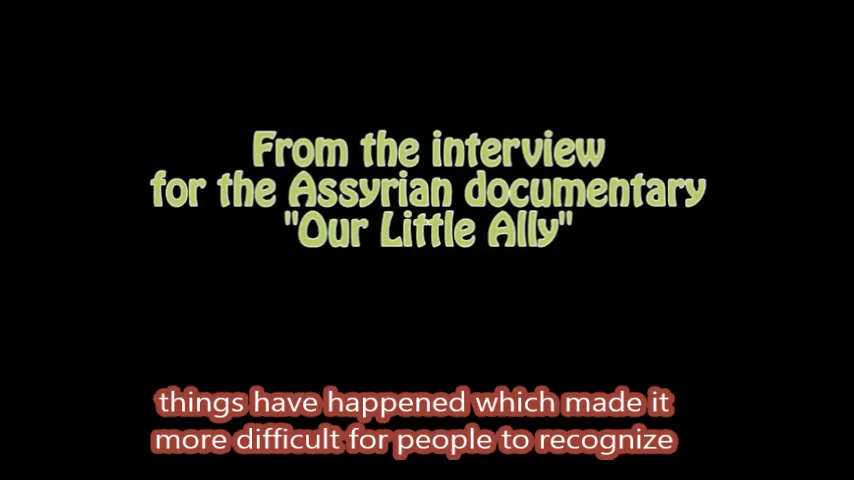 From the interview
for the Assyrian documentary
"Our Little Ally"
things have happened which made it
more difficult for people to recognize